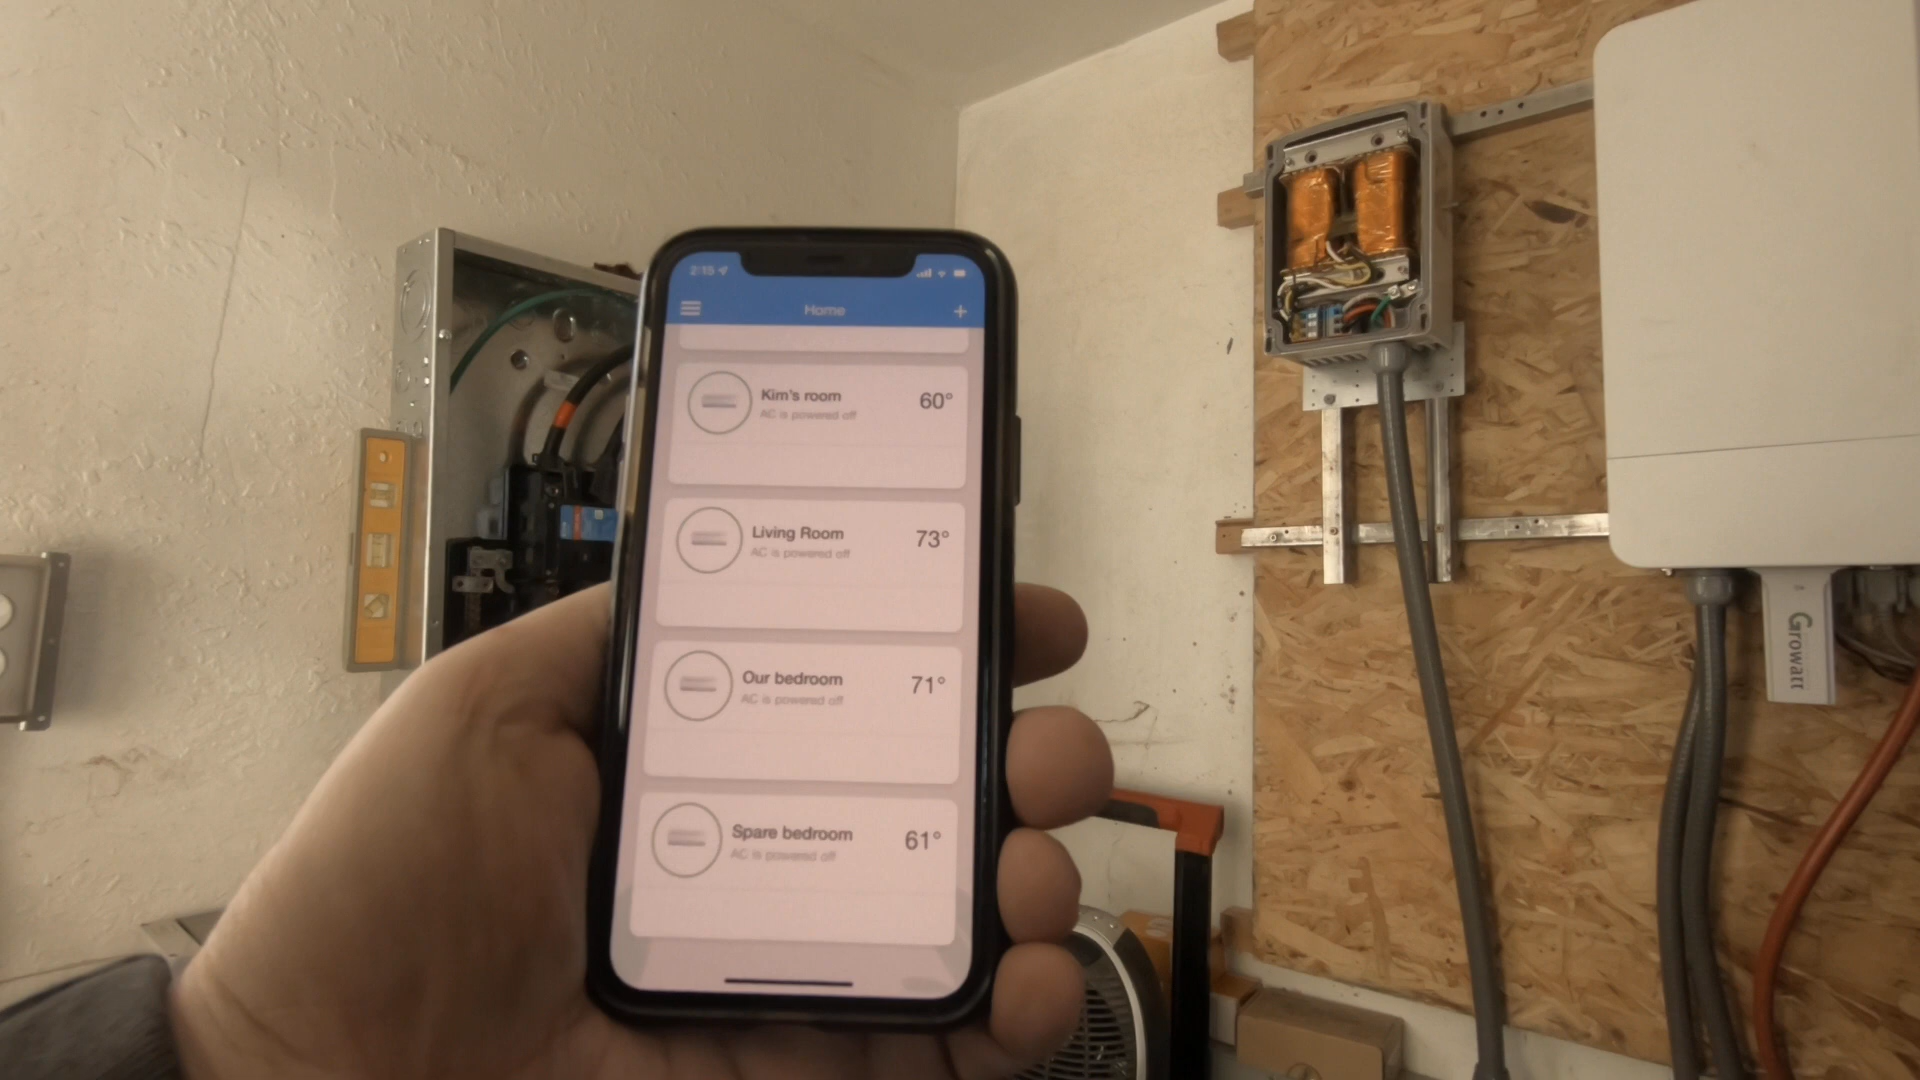 2:15
Home
Kim's room
60°
AC is powered off
Living Room
73°
AC is powered off
Our bedroom
71°
AC is powered off
Spare bedroom
61°
AC is powered off
Growatt